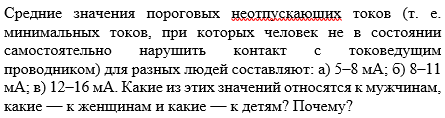 Средние значения пороговых неотпускающих токов (т. е.
минимальных токов, при которых человек не в состоянии
самостоятельно нарушить контакт с токоведущим
проводником) для разных людей составляют: а) 5–8 мА; б) 8–11
мА; в) 12–16 мА. Какие из этих значений относятся к мужчинам,
какие — к женщинам и какие — к детям? Почему?